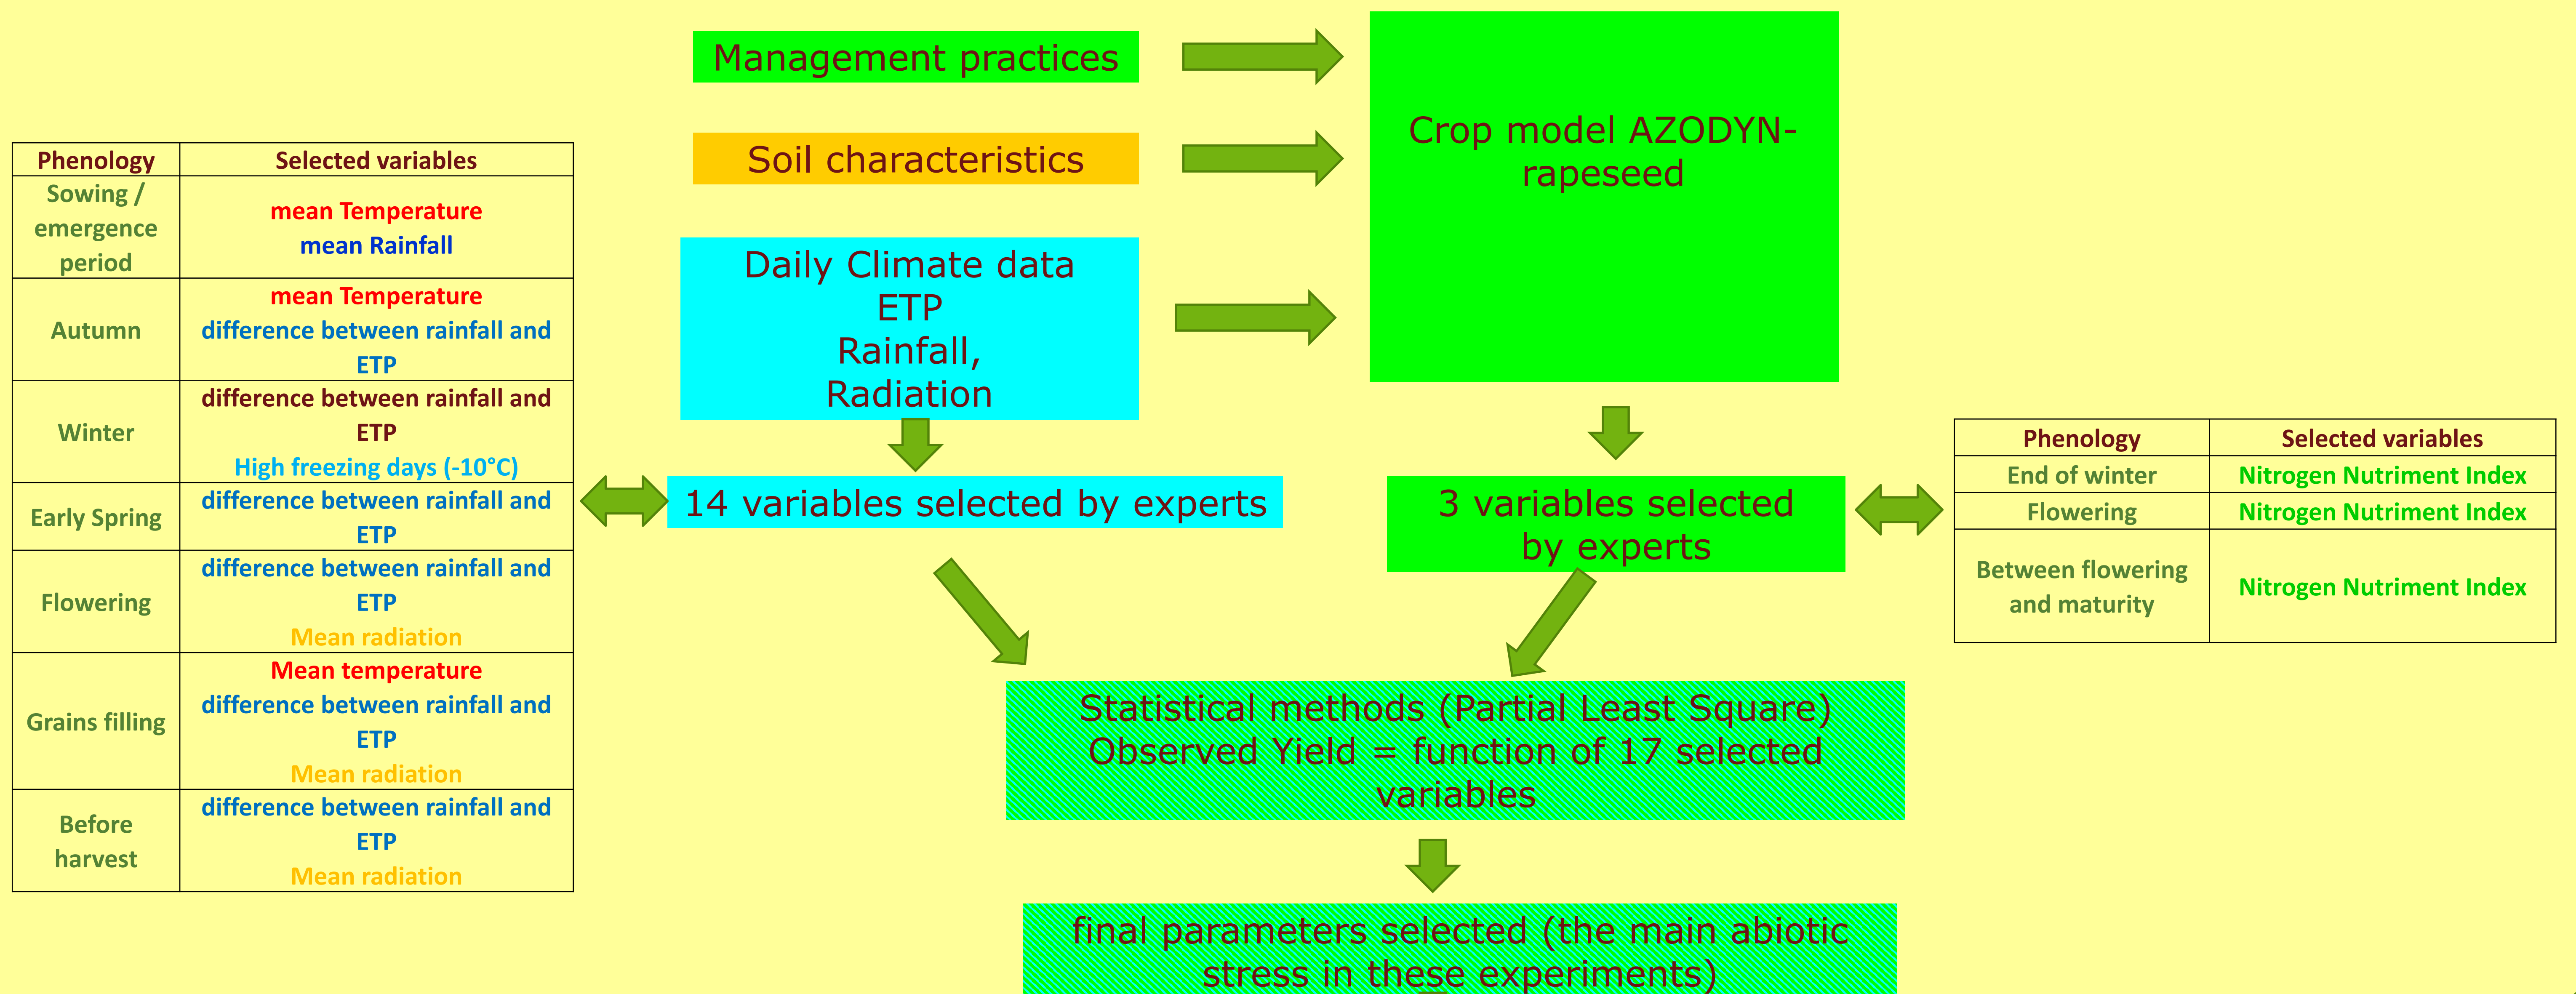 Management practices
Soil characteristics
Daily Climate data
ETP
Rainfall,
Radiation
Crop model AZODYN-
rapeseed
Phenology Selected variables
Sowing /
emergence
period
mean Temperature
mean Rainfall
Autumn
mean Temperature
difference between rainfall and
ETP
Winter
difference between rainfall and
ETP
High freezing days (-10°C)
Early Spring
difference between rainfall and
ETP
Flowering
difference between rainfall and
ETP
Mean radiation
Grains filling
Mean temperature
difference between rainfall and
ETP
Mean radiation
Before
harvest
difference between rainfall and
ETP
Mean radiation
14 variables selected by experts
3 variables selected
by experts
Phenology Selected variables
End of winter Nitrogen Nutriment Index
Flowering Nitrogen Nutriment Index
Between flowering
and maturity
Nitrogen Nutriment Index
Statistical methods (Partial Least Square)
Observed Yield = function of 17 selected
variables
final parameters selected (the main abiotic
stress in these experiments)